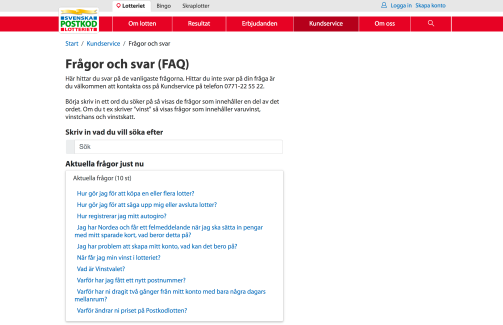 Lotteriet Bingo Skraplotter Logga in Skapa konto
SVENSKA
POSTKOD
LOTTERIET
Om lotten Resultat Erbjudanden Kundservice Om oss
Start / Kundservice / Frågor och svar
Frågor och svar (FAQ)
Här hittar du svar på de vanligaste frågorna. Hittar du inte svar på din fråga är
du välkommen att kontakta oss på Kundservice på telefon 0771-22 55 22.
Börja skriv in ett ord du söker på så visas de frågor som innehåller en del av det
ordet. Om du t ex skriver "vinst" så visas frågor som innehåller varuvinst,
vinstchans och vinstskatt.
Skriv in vad du vill söka efter
Sök
Aktuella frågor just nu
Aktuella frågor (10 st)
Hur gör jag för att köpa en eller flera lotter?
Hur gör jag för att säga upp mig eller avsluta lotter?
Hur registrerar jag mitt autogiro?
Jag har Nordea och får ett felmeddelande när jag ska sätta in pengar
med mitt sparade kort, vad beror detta på?
Jag har problem att skapa mitt konto, vad kan det bero på?
När får jag min vinst i lotteriet?
Vad är Vinstvalet?
Varför har jag fått ett nytt postnummer?
Varför har ni dragit två gånger från mitt konto med bara några dagars
mellanrum?
Varför ändrar ni priset på Postkodlotten?